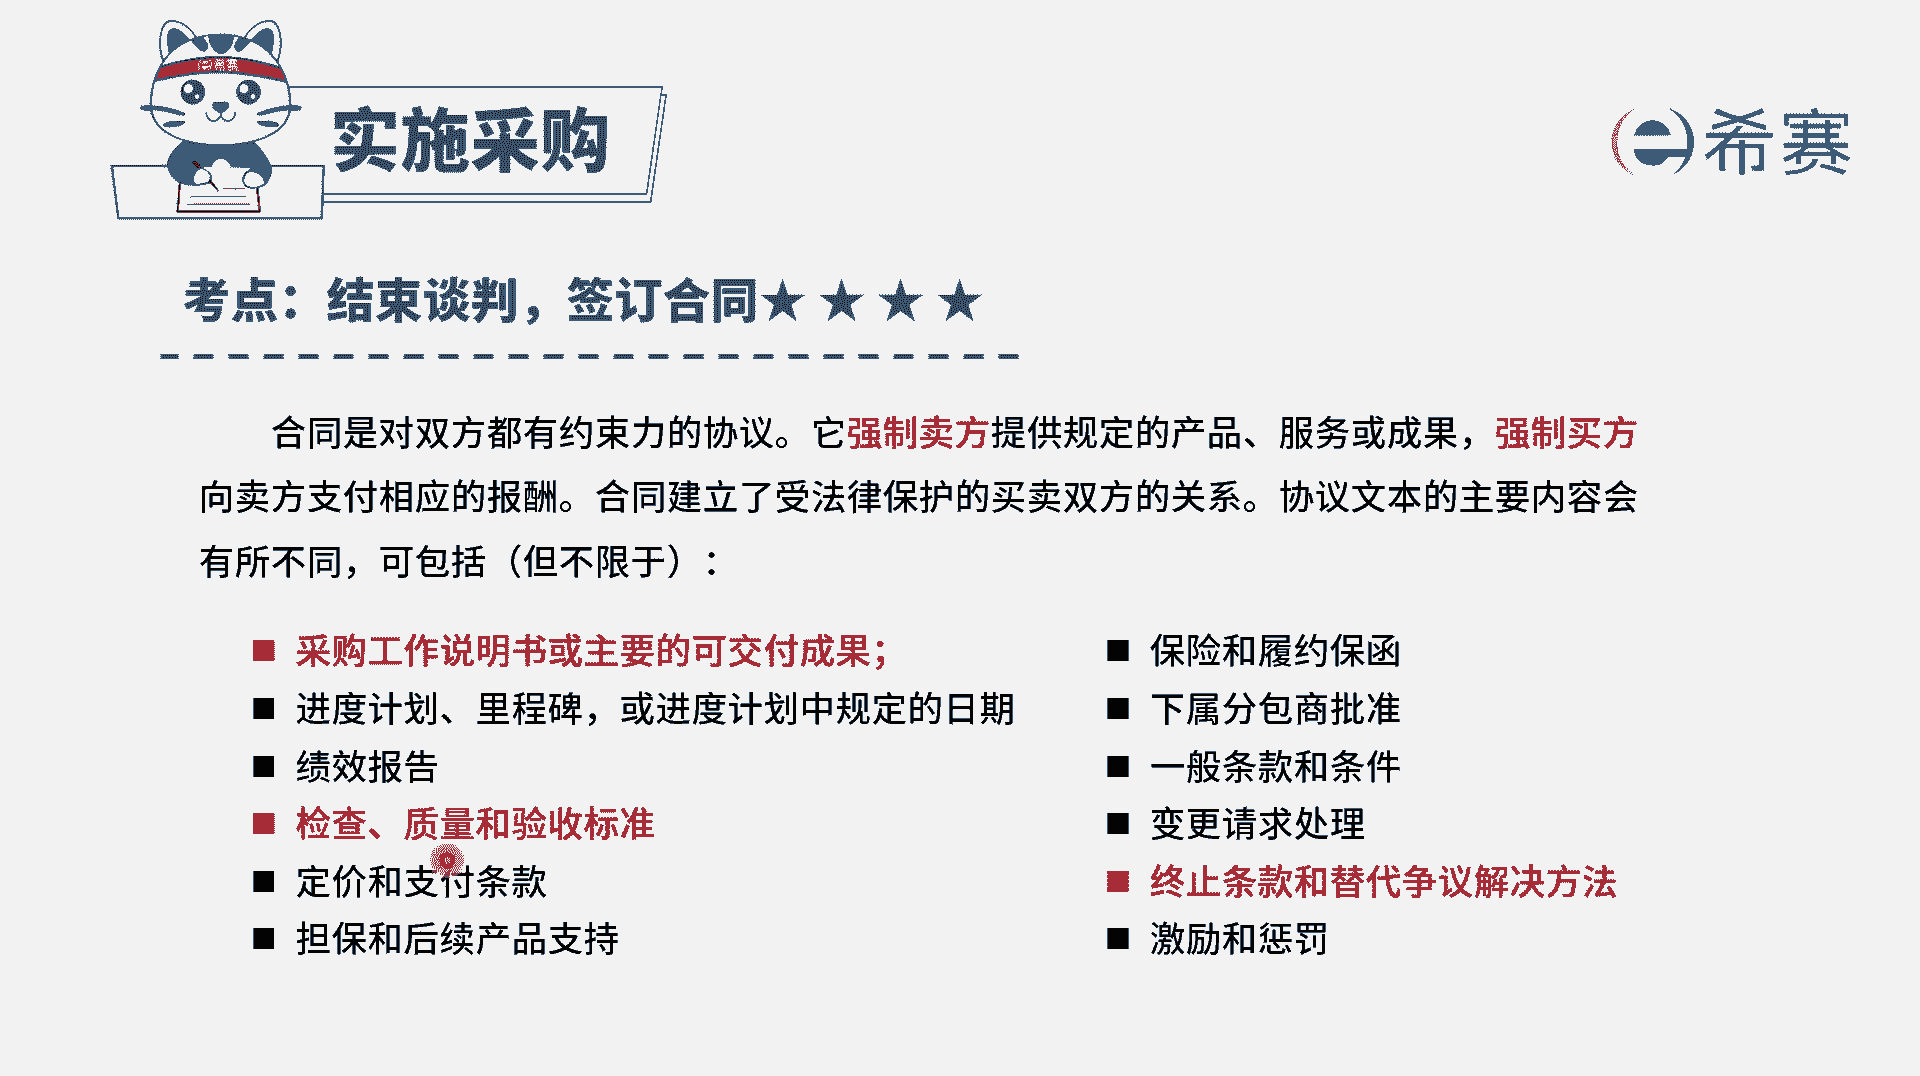 e希赛
实施采购
e希赛
考点：结束谈判，签订合同★★★★
合同是对双方都有约束力的协议。它强制卖方提供规定的产品、服务或成果，强制买方
向卖方支付相应的报酬。合同建立了受法律保护的买卖双方的关系。协议文本的主要内容会
有所不同，可包括（但不限于）：
■ 采购工作说明书或主要的可交付成果；
■ 进度计划、里程碑，或进度计划中规定的日期
■ 绩效报告
■ 检查、质量和验收标准
■ 定价和支付条款
■ 担保和后续产品支持
■ 保险和履约保函
■ 下属分包商批准
■ 一般条款和条件
■ 变更请求处理
■ 终止条款和替代争议解决方法
■ 激励和惩罚